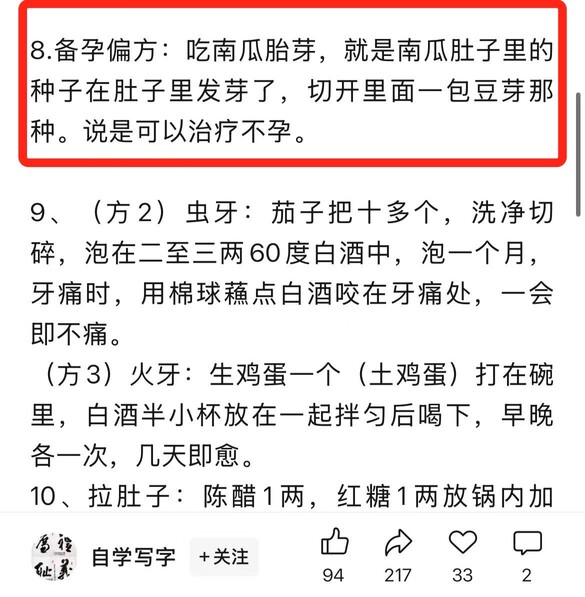 8.备孕偏方：吃南瓜胎芽，就是南瓜肚子里的
种子在肚子里发芽了，切开里面一包豆芽那
种。说是可以治疗不孕。
9、（方2）虫牙：茄子把十多个，洗净切
碎，泡在二至三两60度白酒中，泡一个月，
牙痛时，用棉球蘸点白酒咬在牙痛处，一会
即不痛。
（方3）火牙：生鸡蛋一个（土鸡蛋）打在碗
里，白酒半小杯放在一起拌匀后喝下，早晚
各一次，几天即愈。
10、拉肚子：陈醋1两，红糖1两放锅内加
自学写字 +关注
94 217 33 2